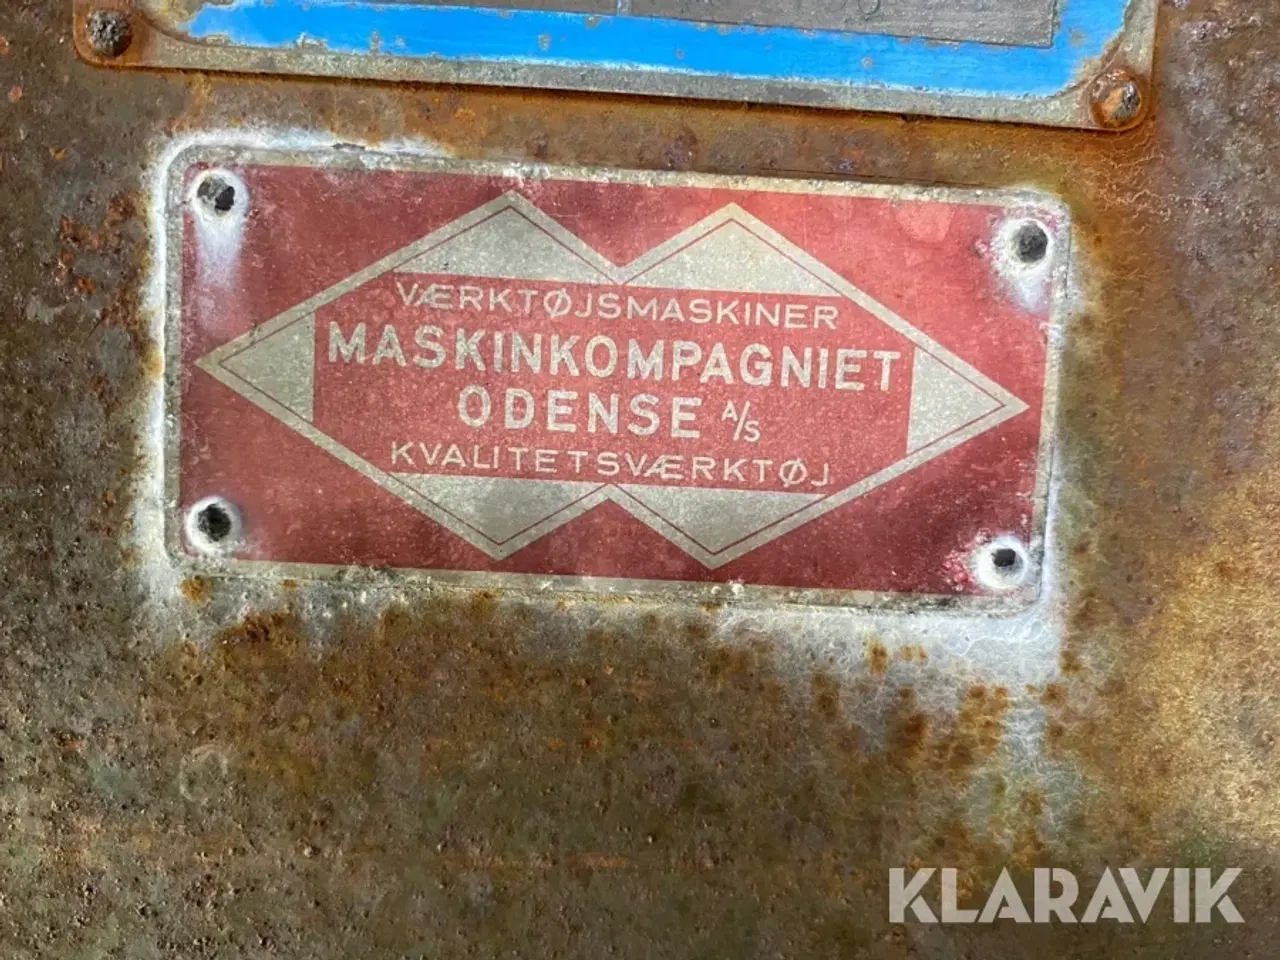 VÆRKTØJSMASKINER
MASKINKOMPAGNIET
ODENSE A/S
KVALITETSVÆRKTØJ
KLARAVIK